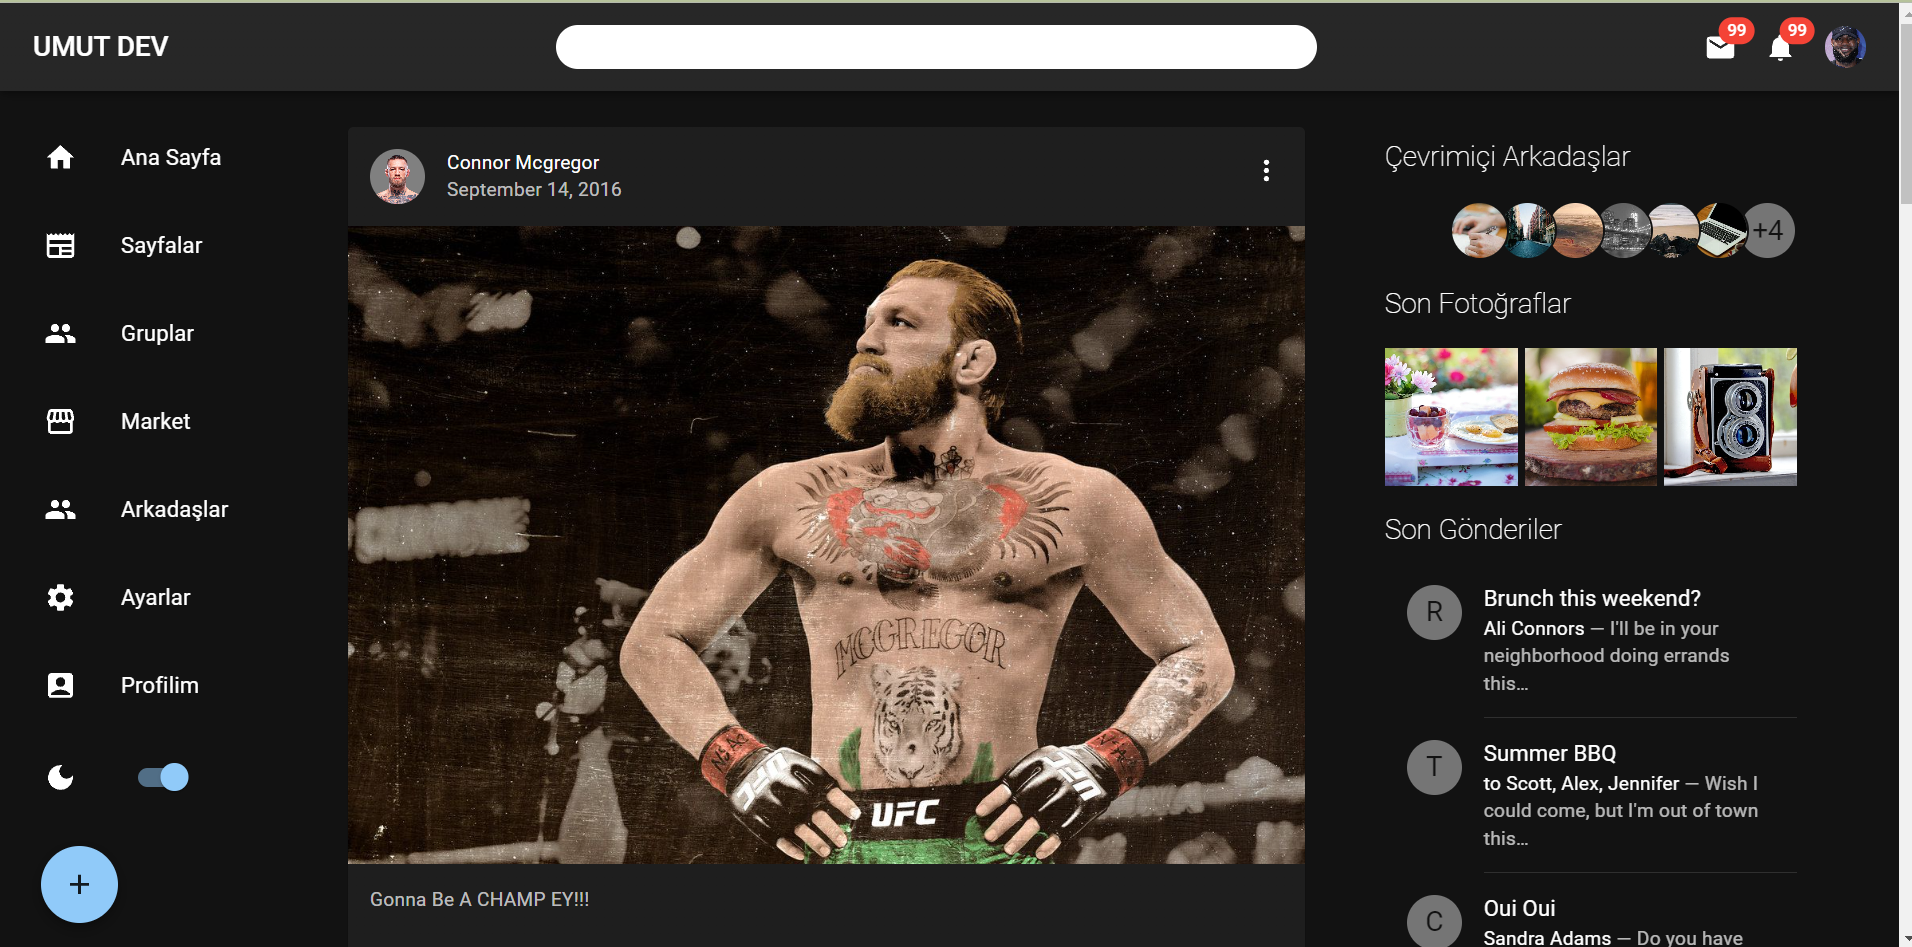 UMUT DEV
99
99
Ana Sayfa
Sayfalar
Gruplar
Market
Arkadaşlar
Ayarlar
Profilim
Connor Mcgregor
September 14, 2016
MCGREGOR
UFC
UFC
UFC
Gonna Be A CHAMP EY!!!
Çevrimiçi Arkadaşlar
+4
Son Fotoğraflar
Son Gönderiler
R
Brunch this weekend?
Ali Connors — I'll be in your
neighborhood doing errands
this…
T
Summer BBQ
to Scott, Alex, Jennifer — Wish I
could come, but I'm out of town
this…
C
Oui Oui
Sandra Adams — Do you have